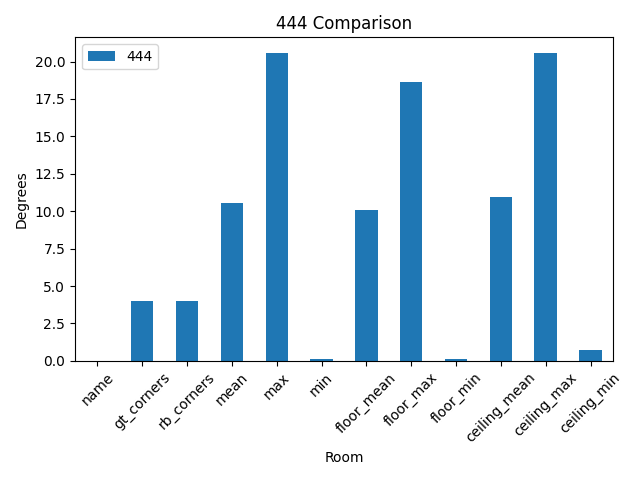 444 Comparison
444
20.0
17.5
15.0
12.5
10.0
7.5
5.0
2.5
0.0
Degrees
name
gt_corners
rb_corners
mean
max
min
floor_mean
floor_max
floor_min
ceiling_mean
ceiling_max
ceiling_min
Room